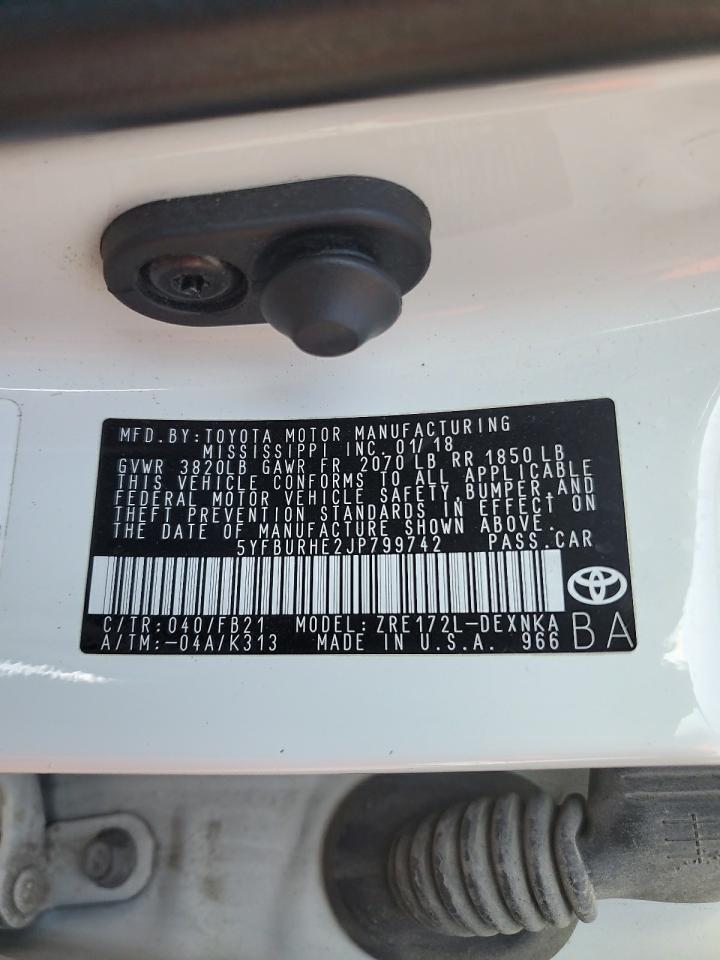 MFD. BY: TOYOTA MOTOR MANUFACTURING
MISSISSIPPI INC. 01/18
GVWR 3820LB GAWR FR 2070 LB RR 1850 LB
THIS VEHICLE CONFORMS TO ALL APPLICABLE
FEDERAL MOTOR VEHICLE SAFETY, BUMPER, AND
THEFT PREVENTION STANDARDS IN EFFECT ON
THE DATE OF MANUFACTURE SHOWN ABOVE.
5YFBURHE2JP799742 PASS. CAR
C/TR: 040/FB21 MODEL: ZRE172L-DEXNKA
A/TM: -04A/K313 MADE IN U.S.A. 966
BA